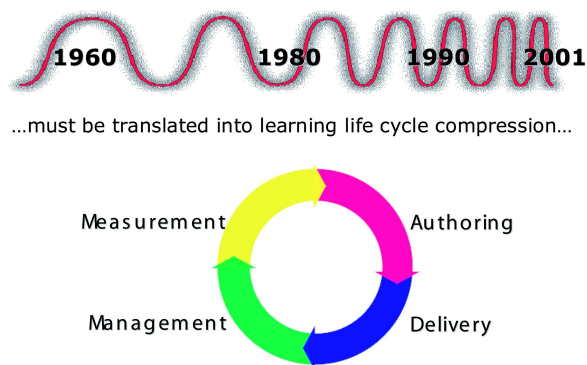 1960 1980 1990 2001
...must be translated into learning life cycle compression...
Measurement Authoring
Management Delivery